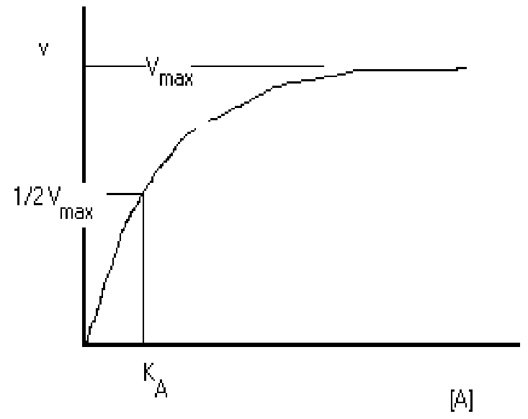 v
Vmax
1/2 Vmax
KA
[A]